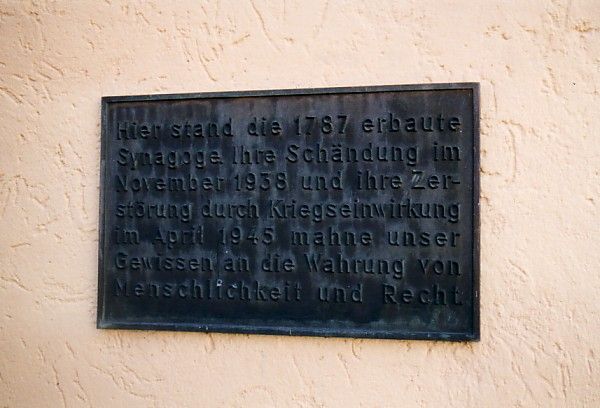 Hier stand die 1787 erbaute
Synagoge. Ihre Schändung im
November 1938 und ihre Zer-
störung durch Kriegseinwirkung
im April 1945 mahne unser
Gewissen an die Wahrung von
Menschlichkeit und Recht.